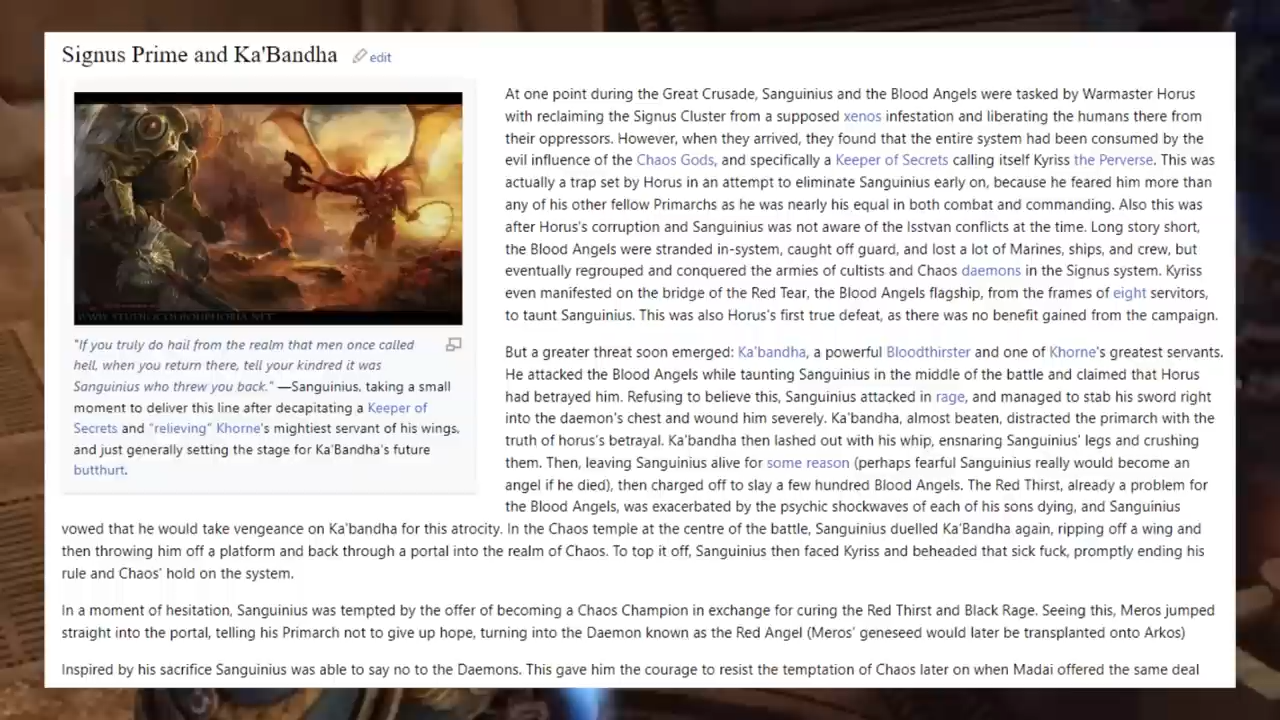 Signus Prime and Ka'Bandha edit
WWW.STUDIOCOLOUPHORIA.NET
"If you truly do hail from the realm that men once called
hell, when you return there, tell your kindred it was
Sanguinius who threw you back." —Sanguinius, taking a small
moment to deliver this line after decapitating a Keeper of
Secrets and "relieving" Khorne's mightiest servant of his wings,
and just generally setting the stage for Ka'Bandha's future
butthurt.
At one point during the Great Crusade, Sanguinius and the Blood Angels were tasked by Warmaster Horus
with reclaiming the Signus Cluster from a supposed xenos infestation and liberating the humans there from
their oppressors. However, when they arrived, they found that the entire system had been consumed by the
evil influence of the Chaos Gods, and specifically a Keeper of Secrets calling itself Kyriss the Perverse. This was
actually a trap set by Horus in an attempt to eliminate Sanguinius early on, because he feared him more than
any of his other fellow Primarchs as he was nearly his equal in both combat and commanding. Also this was
after Horus's corruption and Sanguinius was not aware of the Isstvan conflicts at the time. Long story short,
the Blood Angels were stranded in-system, caught off guard, and lost a lot of Marines, ships, and crew, but
eventually regrouped and conquered the armies of cultists and Chaos daemons in the Signus system. Kyriss
even manifested on the bridge of the Red Tear, the Blood Angels flagship, from the frames of eight servitors,
to taunt Sanguinius. This was also Horus's first true defeat, as there was no benefit gained from the campaign.
But a greater threat soon emerged: Ka'bandha, a powerful Bloodthirster and one of Khorne's greatest servants.
He attacked the Blood Angels while taunting Sanguinius in the middle of the battle and claimed that Horus
had betrayed him. Refusing to believe this, Sanguinius attacked in rage, and managed to stab his sword right
into the daemon's chest and wound him severely. Ka'bandha, almost beaten, distracted the primarch with the
truth of horus's betrayal. Ka'bandha then lashed out with his whip, ensnaring Sanguinius' legs and crushing
them. Then, leaving Sanguinius alive for some reason (perhaps fearful Sanguinius really would become an
angel if he died), then charged off to slay a few hundred Blood Angels. The Red Thirst, already a problem for
the Blood Angels, was exacerbated by the psychic shockwaves of each of his sons dying, and Sanguinius
vowed that he would take vengeance on Ka'bandha for this atrocity. In the Chaos temple at the centre of the battle, Sanguinius duelled Ka'Bandha again, ripping off a wing and
then throwing him off a platform and back through a portal into the realm of Chaos. To top it off, Sanguinius then faced Kyriss and beheaded that sick fuck, promptly ending his
rule and Chaos' hold on the system.
In a moment of hesitation, Sanguinius was tempted by the offer of becoming a Chaos Champion in exchange for curing the Red Thirst and Black Rage. Seeing this, Meros jumped
straight into the portal, telling his Primarch not to give up hope, turning into the Daemon known as the Red Angel (Meros' geneseed would later be transplanted onto Arkos)
Inspired by his sacrifice Sanguinius was able to say no to the Daemons. This gave him the courage to resist the temptation of Chaos later on when Madai offered the same deal